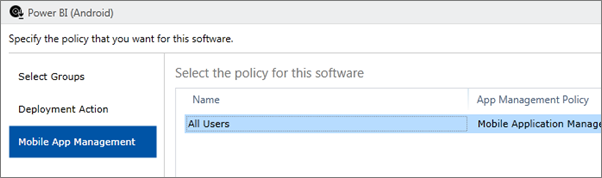 Power BI (Android)
Specify the policy that you want for this software.
Select Groups
Deployment Action
Mobile App Management
Select the policy for this software
Name App Management Policy
All Users Mobile Application Manage